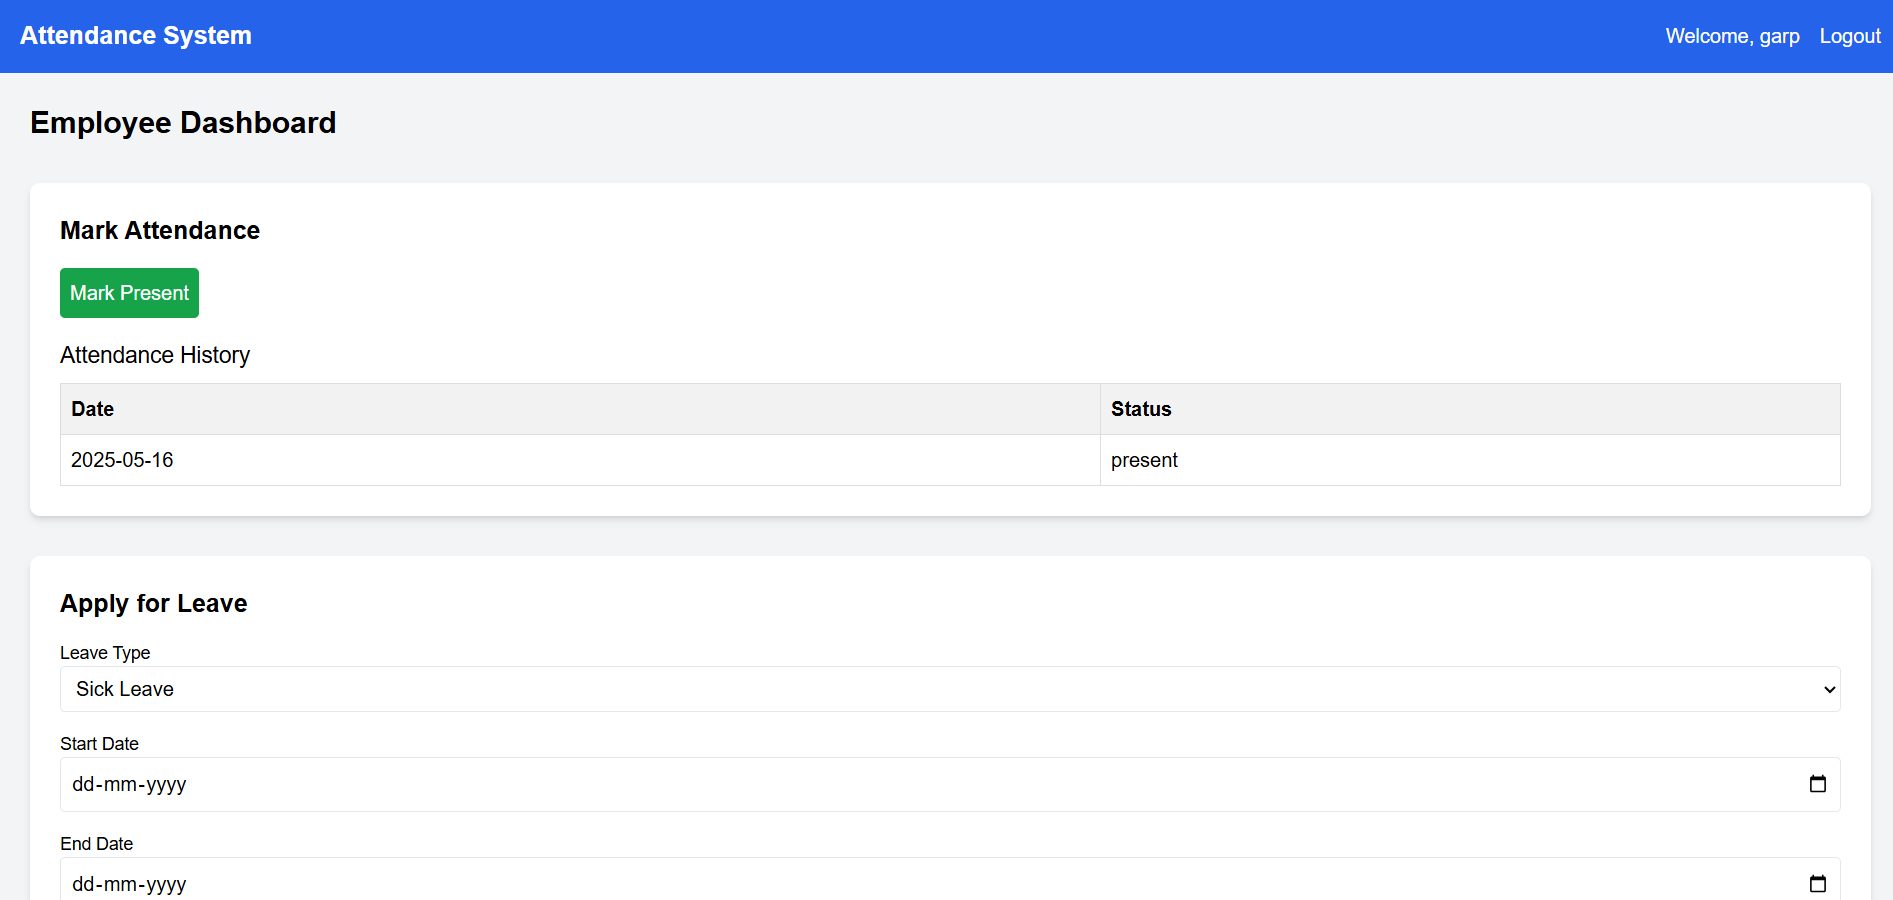 Attendance System Welcome, garp Logout
Employee Dashboard
Mark Attendance
Mark Present
Attendance History
Date Status
2025-05-16 present
Apply for Leave
Leave Type
Sick Leave
Start Date
dd-mm-yyyy
End Date
dd-mm-yyyy